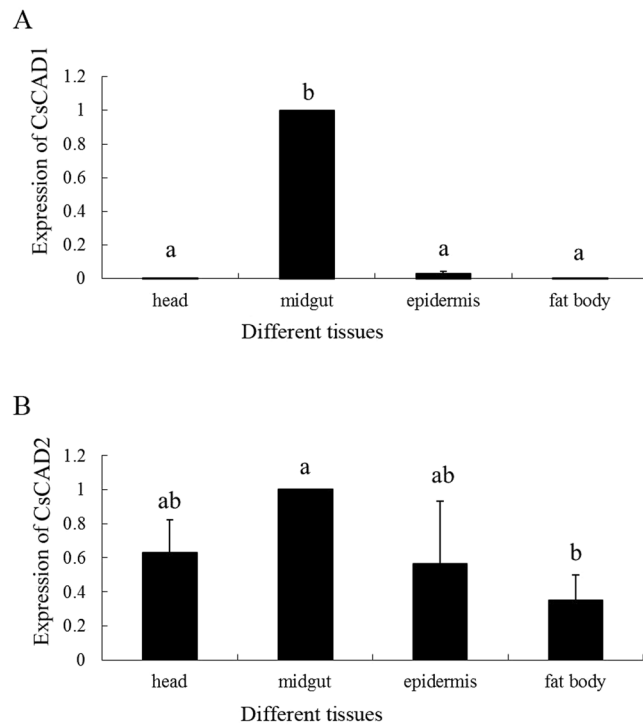 A
Expression of CsCAD1
1.2
1
0.8
0.6
0.4
0.2
0
a
b
a
a
head
midgut
epidermis
fat body
Different tissues
B
Expression of CsCAD2
1.2
1
0.8
0.6
0.4
0.2
0
ab
a
ab
b
head
midgut
epidermis
fat body
Different tissues